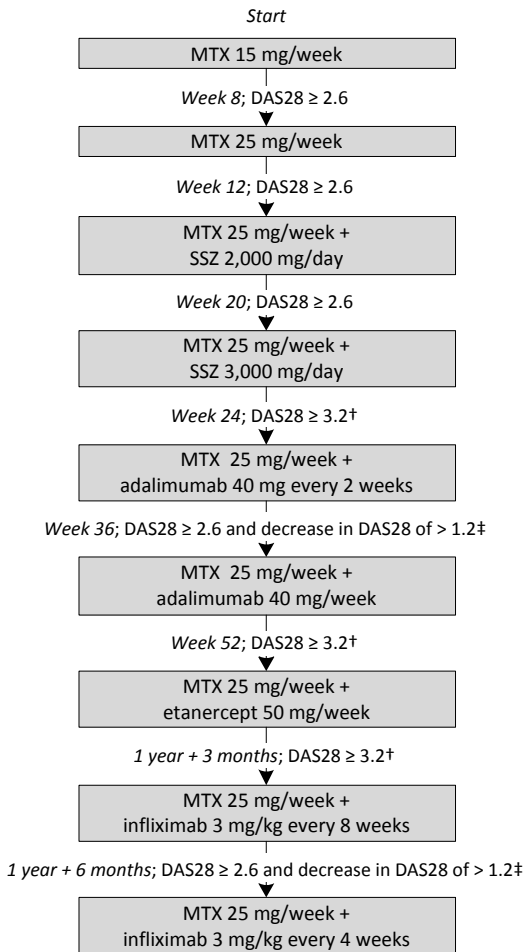 Start
MTX 15 mg/week
Week 8; DAS28 ≥ 2.6
MTX 25 mg/week
Week 12; DAS28 ≥ 2.6
MTX 25 mg/week +
SSZ 2,000 mg/day
Week 20; DAS28 ≥ 2.6
MTX 25 mg/week +
SSZ 3,000 mg/day
Week 24; DAS28 ≥ 3.2†
MTX 25 mg/week +
adalimumab 40 mg every 2 weeks
Week 36; DAS28 ≥ 2.6 and decrease in DAS28 of > 1.2‡
MTX 25 mg/week +
adalimumab 40 mg/week
Week 52; DAS28 ≥ 3.2†
MTX 25 mg/week +
etanercept 50 mg/week
1 year + 3 months; DAS28 ≥ 3.2†
MTX 25 mg/week +
infliximab 3 mg/kg every 8 weeks
1 year + 6 months; DAS28 ≥ 2.6 and decrease in DAS28 of > 1.2‡
MTX 25 mg/week +
infliximab 3 mg/kg every 4 weeks